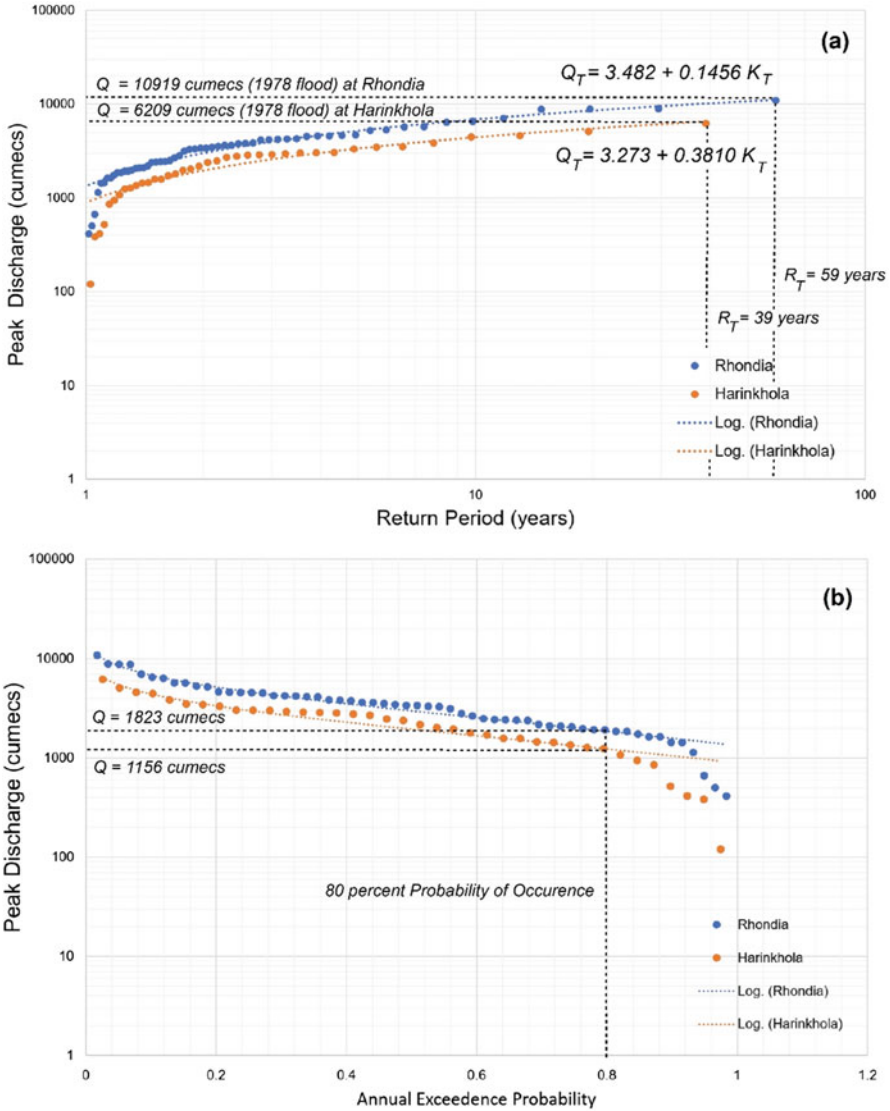 (a)
100000
10000
1000
100
10
1
Peak Discharge (cumecs)
Q = 10919 cumecs (1978 flood) at Rhondia
Q = 6209 cumecs (1978 flood) at Harinkhola
Q_T = 3.482 + 0.1456 K_T
Q_T = 3.273 + 0.3810 K_T
R_T = 59 years
R_T = 39 years
Rhondia
Harinkhola
Log. (Rhondia)
Log. (Harinkhola)
1 10 100
Return Period (years)
(b)
100000
10000
1000
100
10
1
Peak Discharge (cumecs)
Q = 1823 cumecs
Q = 1156 cumecs
80 percent Probability of Occurence
Rhondia
Harinkhola
Log. (Rhondia)
Log. (Harinkhola)
0 0.2 0.4 0.6 0.8 1 1.2
Annual Exceedence Probability